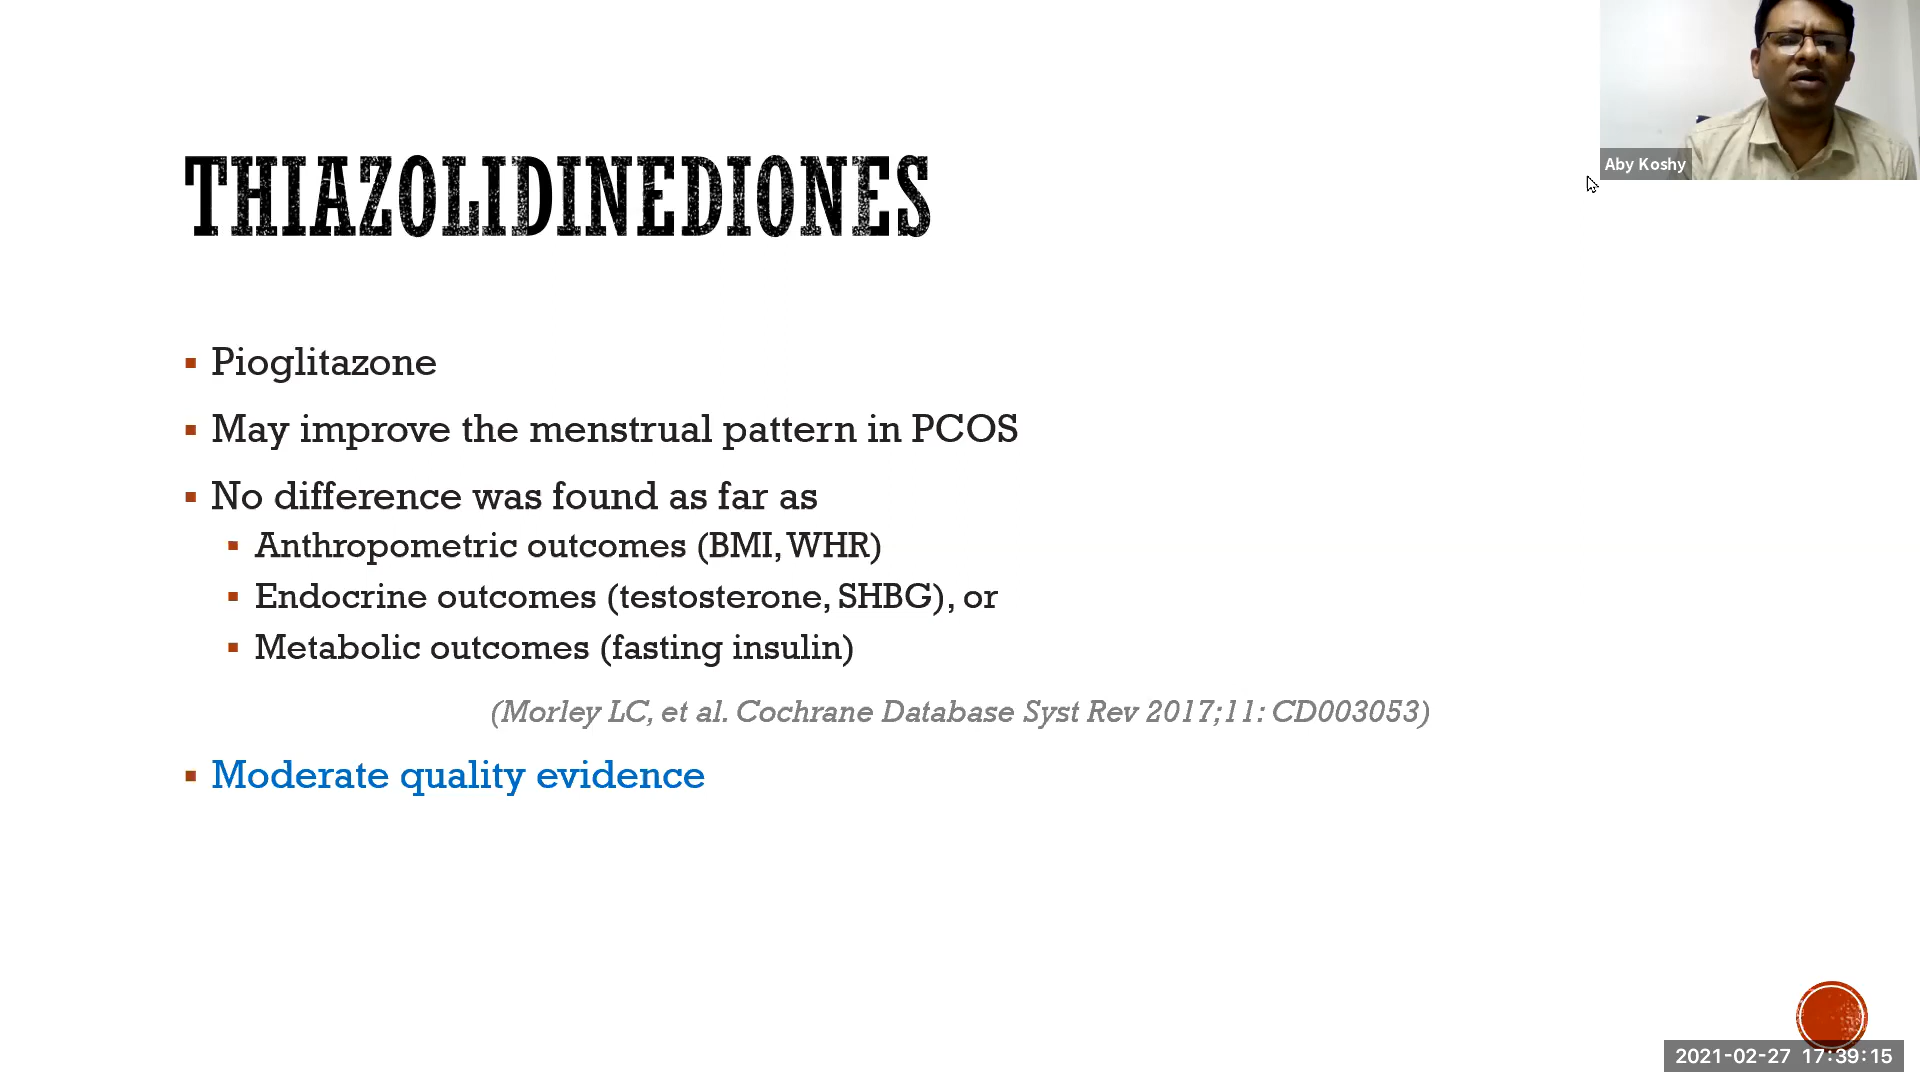 Aby Koshy
THIAZOLIDINEDIONES
Pioglitazone
May improve the menstrual pattern in PCOS
No difference was found as far as
Anthropometric outcomes (BMI, WHR)
Endocrine outcomes (testosterone, SHBG), or
Metabolic outcomes (fasting insulin)
(Morley LC, et al. Cochrane Database Syst Rev 2017;11: CD003053)
Moderate quality evidence
2021-02-27 17:39:15